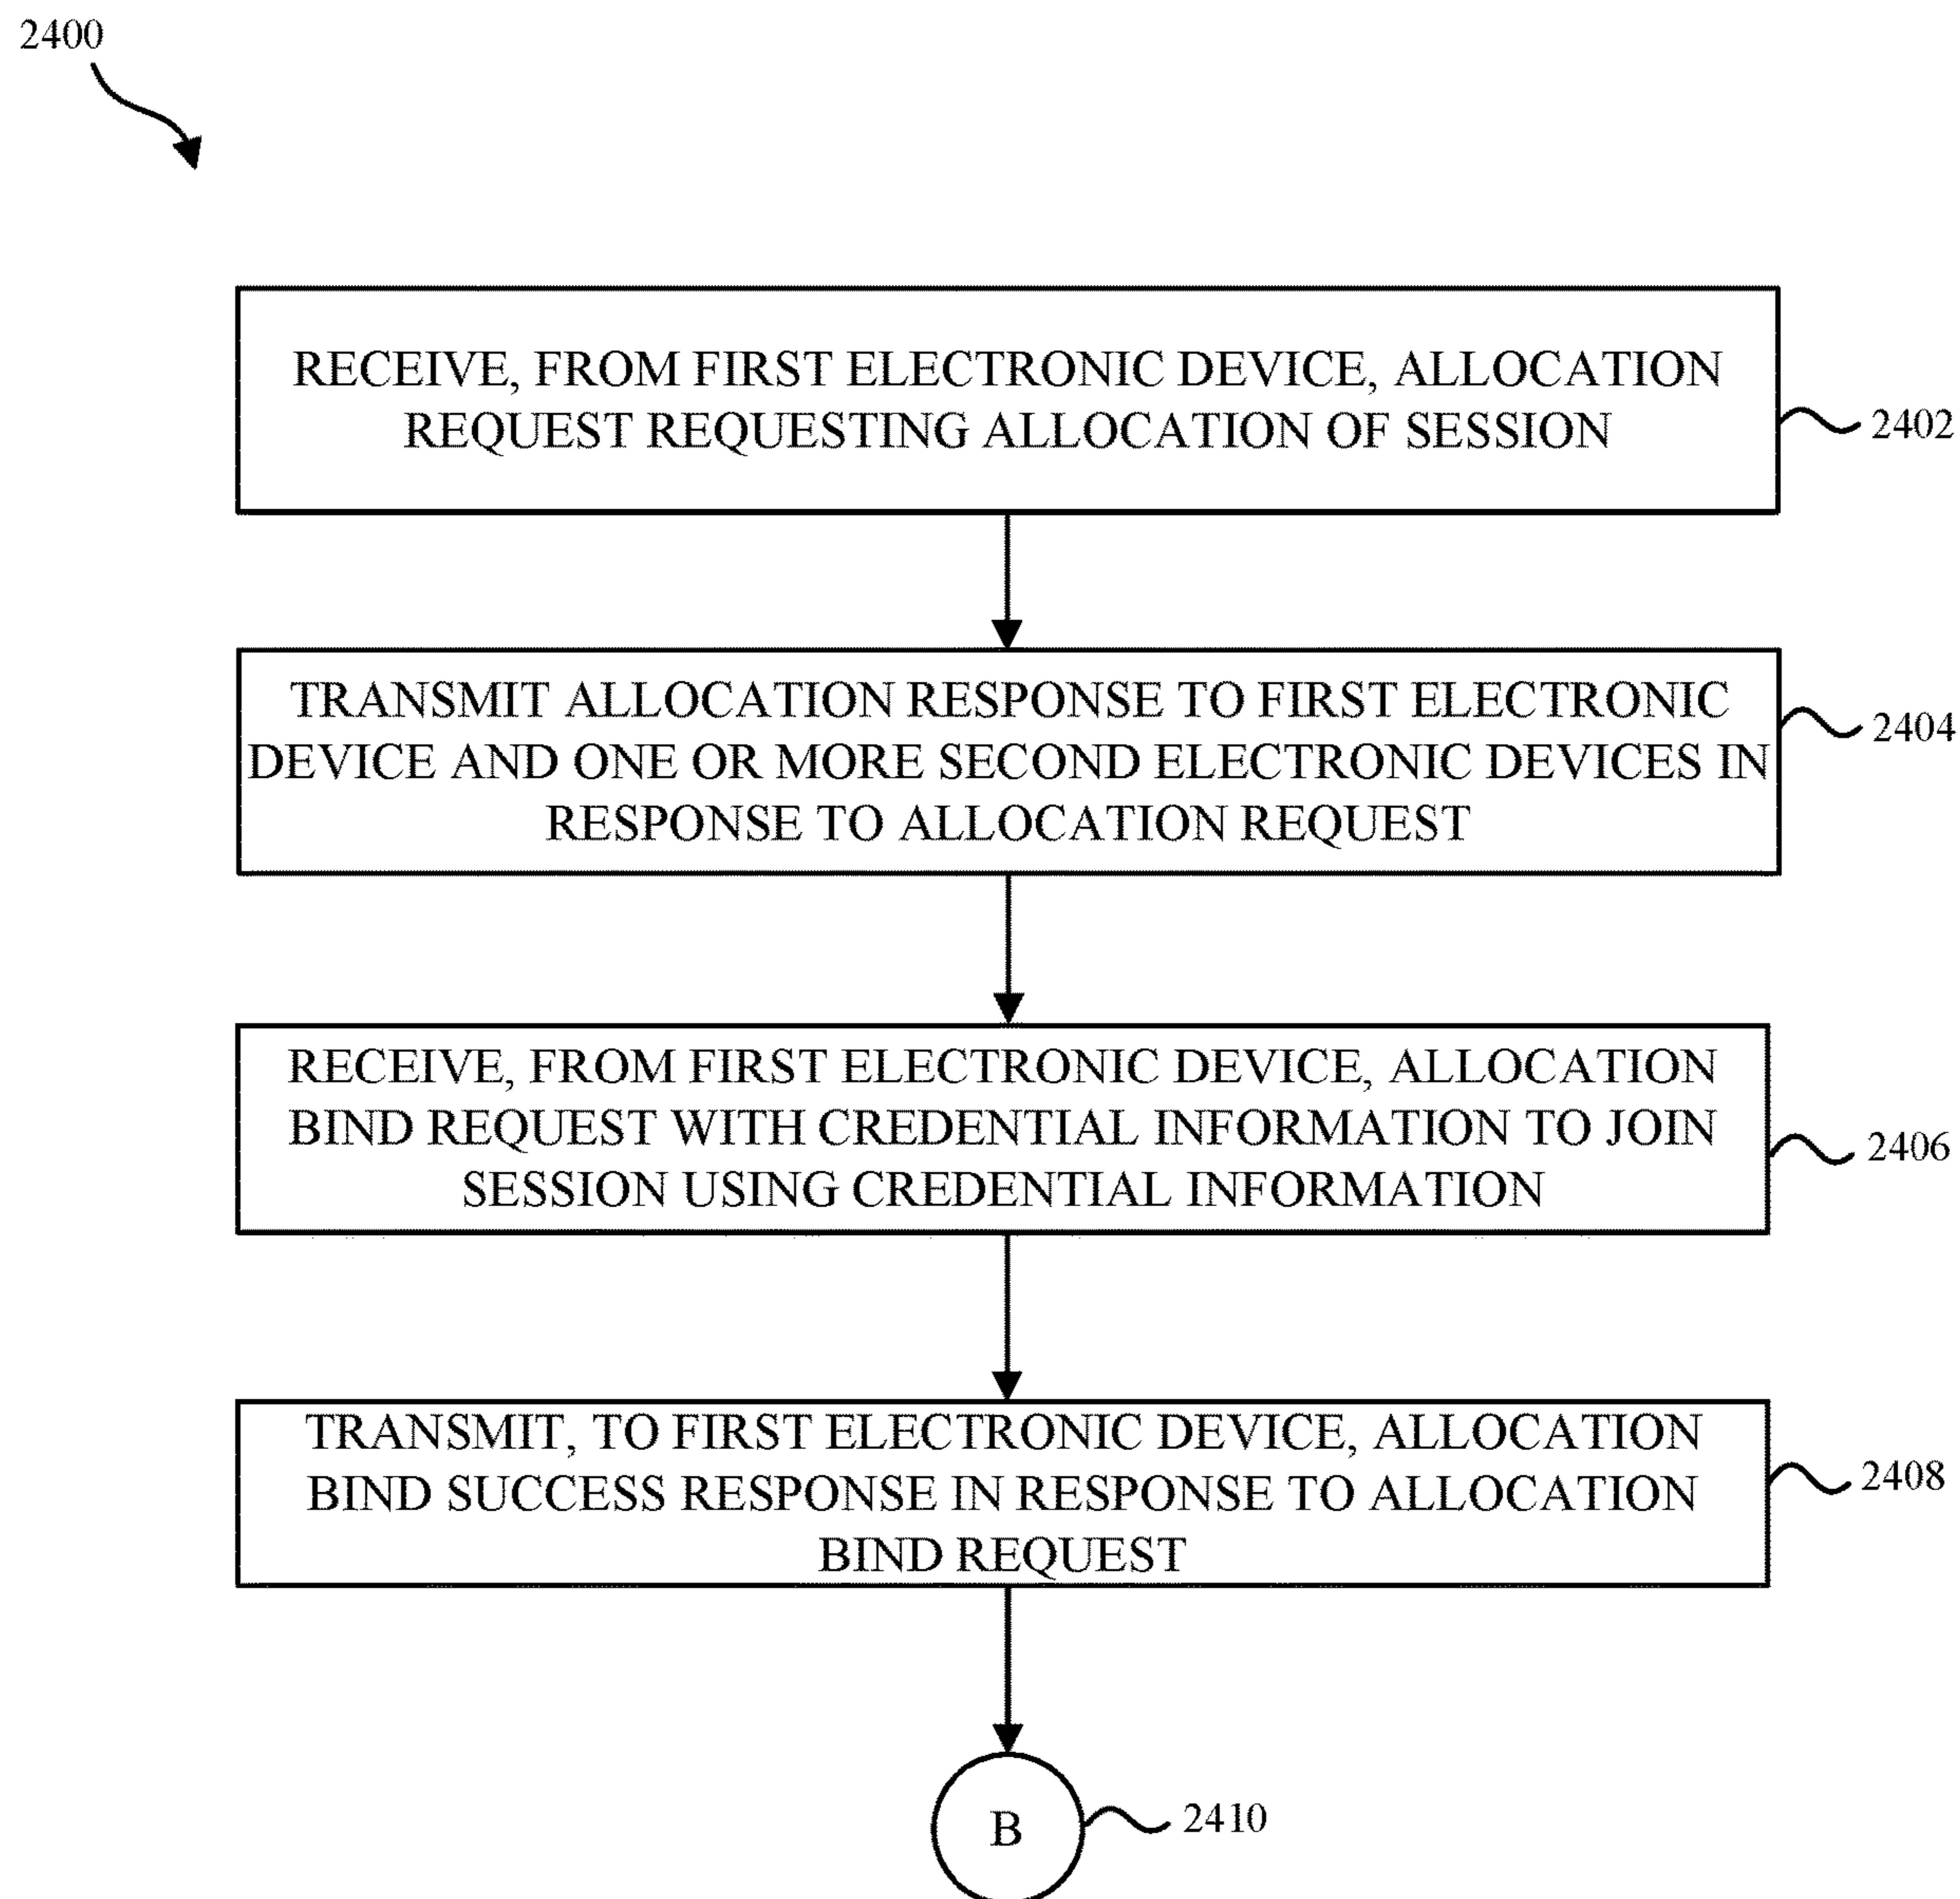 2400
RECEIVE, FROM FIRST ELECTRONIC DEVICE, ALLOCATION
REQUEST REQUESTING ALLOCATION OF SESSION
2402
TRANSMIT ALLOCATION RESPONSE TO FIRST ELECTRONIC
DEVICE AND ONE OR MORE SECOND ELECTRONIC DEVICES IN
RESPONSE TO ALLOCATION REQUEST
2404
RECEIVE, FROM FIRST ELECTRONIC DEVICE, ALLOCATION
BIND REQUEST WITH CREDENTIAL INFORMATION TO JOIN
SESSION USING CREDENTIAL INFORMATION
2406
TRANSMIT, TO FIRST ELECTRONIC DEVICE, ALLOCATION
BIND SUCCESS RESPONSE IN RESPONSE TO ALLOCATION
BIND REQUEST
2408
B
2410